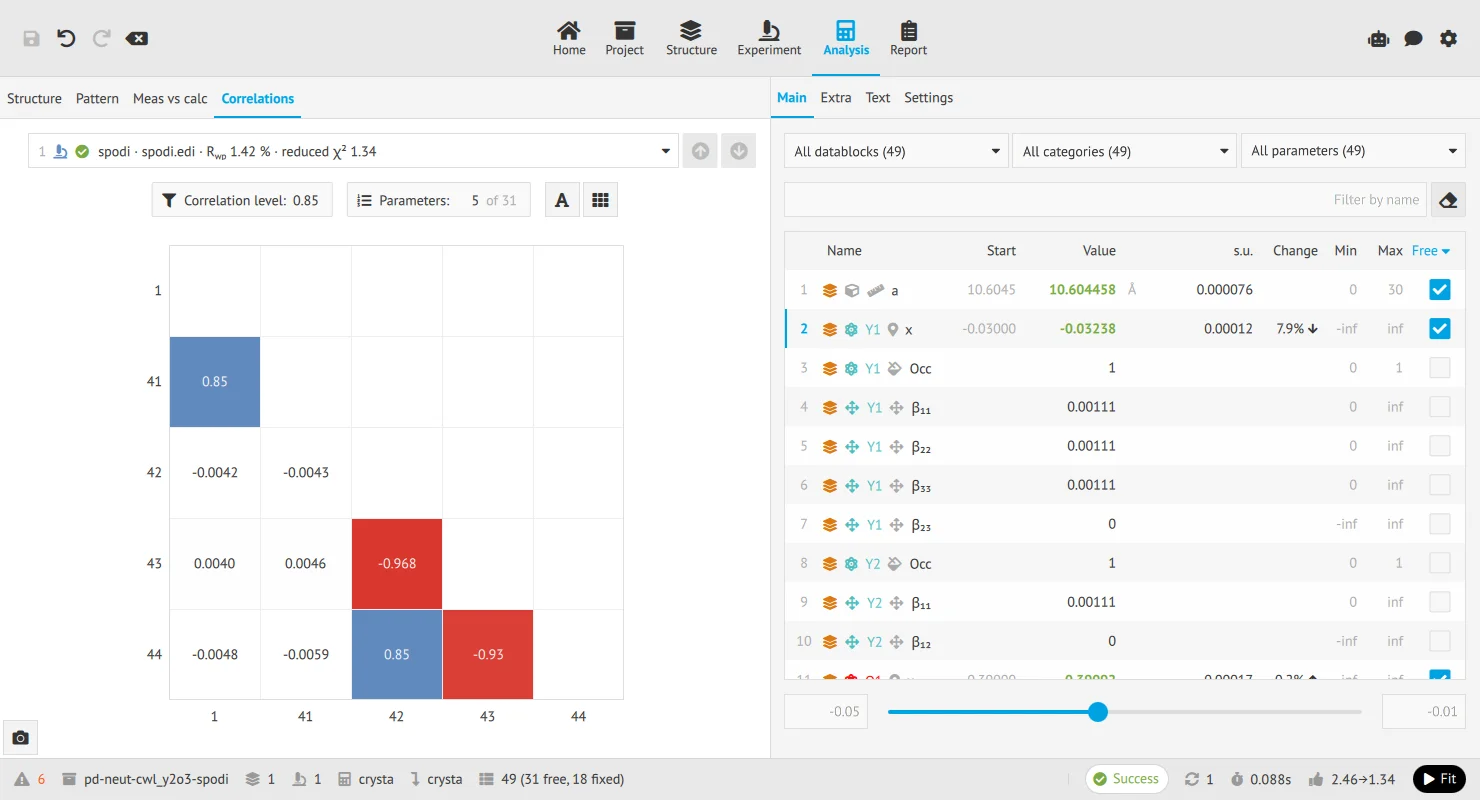 Home Project Structure Experiment Analysis Report
Structure Pattern Meas vs calc Correlations
Main Extra Text Settings
1 spodi · spodi.edi · Rwp 1.42 % · reduced χ² 1.34
All datablocks (49) All categories (49) All parameters (49)
Correlation level: 0.85 Parameters: 5 of 31 A
Filter by name
1
41 0.85
42 -0.0042 -0.0043
43 0.0040 0.0046 -0.968
44 -0.0048 -0.0059 0.85 -0.93
1 41 42 43 44
Name Start Value s.u. Change Min Max Free
1 a 10.6045 10.604458 Å 0.000076 0 30
2 Y1 x -0.03000 -0.03238 0.00012 7.9% ↓ -inf inf
3 Y1 Occ 1 0 1
4 Y1 β₁₁ 0.00111 0 inf
5 Y1 β₂₂ 0.00111 0 inf
6 Y1 β₃₃ 0.00111 0 inf
7 Y1 β₂₃ 0 -inf inf
8 Y2 Occ 1 0 1
9 Y2 β₁₁ 0.00111 0 inf
10 Y2 β₁₂ 0 -inf inf
-0.05 -0.01
6 pd-neut-cwl_y2o3-spodi 1 1 crysta crysta 49 (31 free, 18 fixed)
Success 1 0.088s 2.46→1.34 Fit